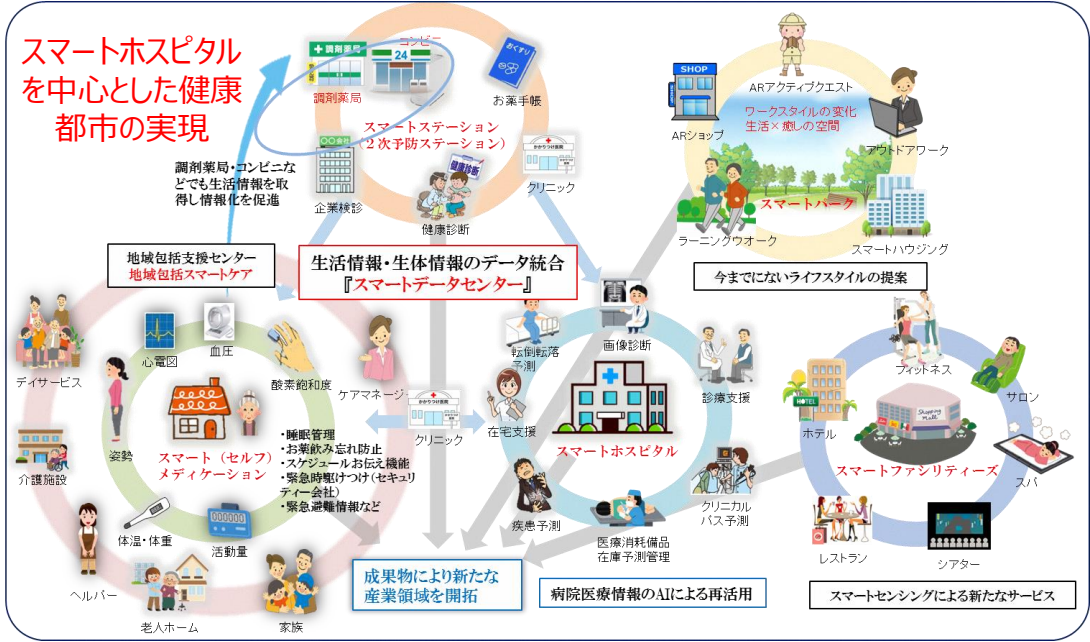 スマートホスピタル
を中心とした健康
都市の実現
調剤薬局
コンビニ
24
調剤薬局
おくすり
お薬手帳
スマートステーション
(2次予防ステーション)
〇〇会社
企業検診
健康診断
健康診断
かかりつけ医院
クリニック
調剤薬局・コンビニな
どでも生活情報を取
得し情報化を促進
SHOP
ARショップ
ARアクティブクエスト
ワークスタイルの変化
生活×癒しの空間
アウトドアワーク
スマートパーク
ラーニングウオーク
スマートハウジング
今までにないライフスタイルの提案
地域包括支援センター
地域包括スマートケア
生活情報・生体情報のデータ統合
『スマートデータセンター』
デイサービス
心電図
血圧
酸素飽和度
ケアマネージャー
姿勢
介護施設
スマート(セルフ)
メディケーション
・睡眠管理
・お薬飲み忘れ防止
・スケジュールお伝え機能
・緊急時駆けつけ(セキュリ
ティー会社)
・緊急避難情報など
体温・体重
活動量
ヘルパー
老人ホーム
家族
かかりつけ医院
クリニック
転倒転落
予測
画像診断
診療支援
在宅支援
スマートホスピタル
疾患予測
医療消耗備品
在庫予測管理
クリニカル
パス予測
フィットネス
サロン
HOTEL
ホテル
Shopping
Mall
スマートファシリティーズ
スパ
レストラン
シアター
成果物により新たな
産業領域を開拓
病院医療情報のAIによる再活用
スマートセンシングによる新たなサービス